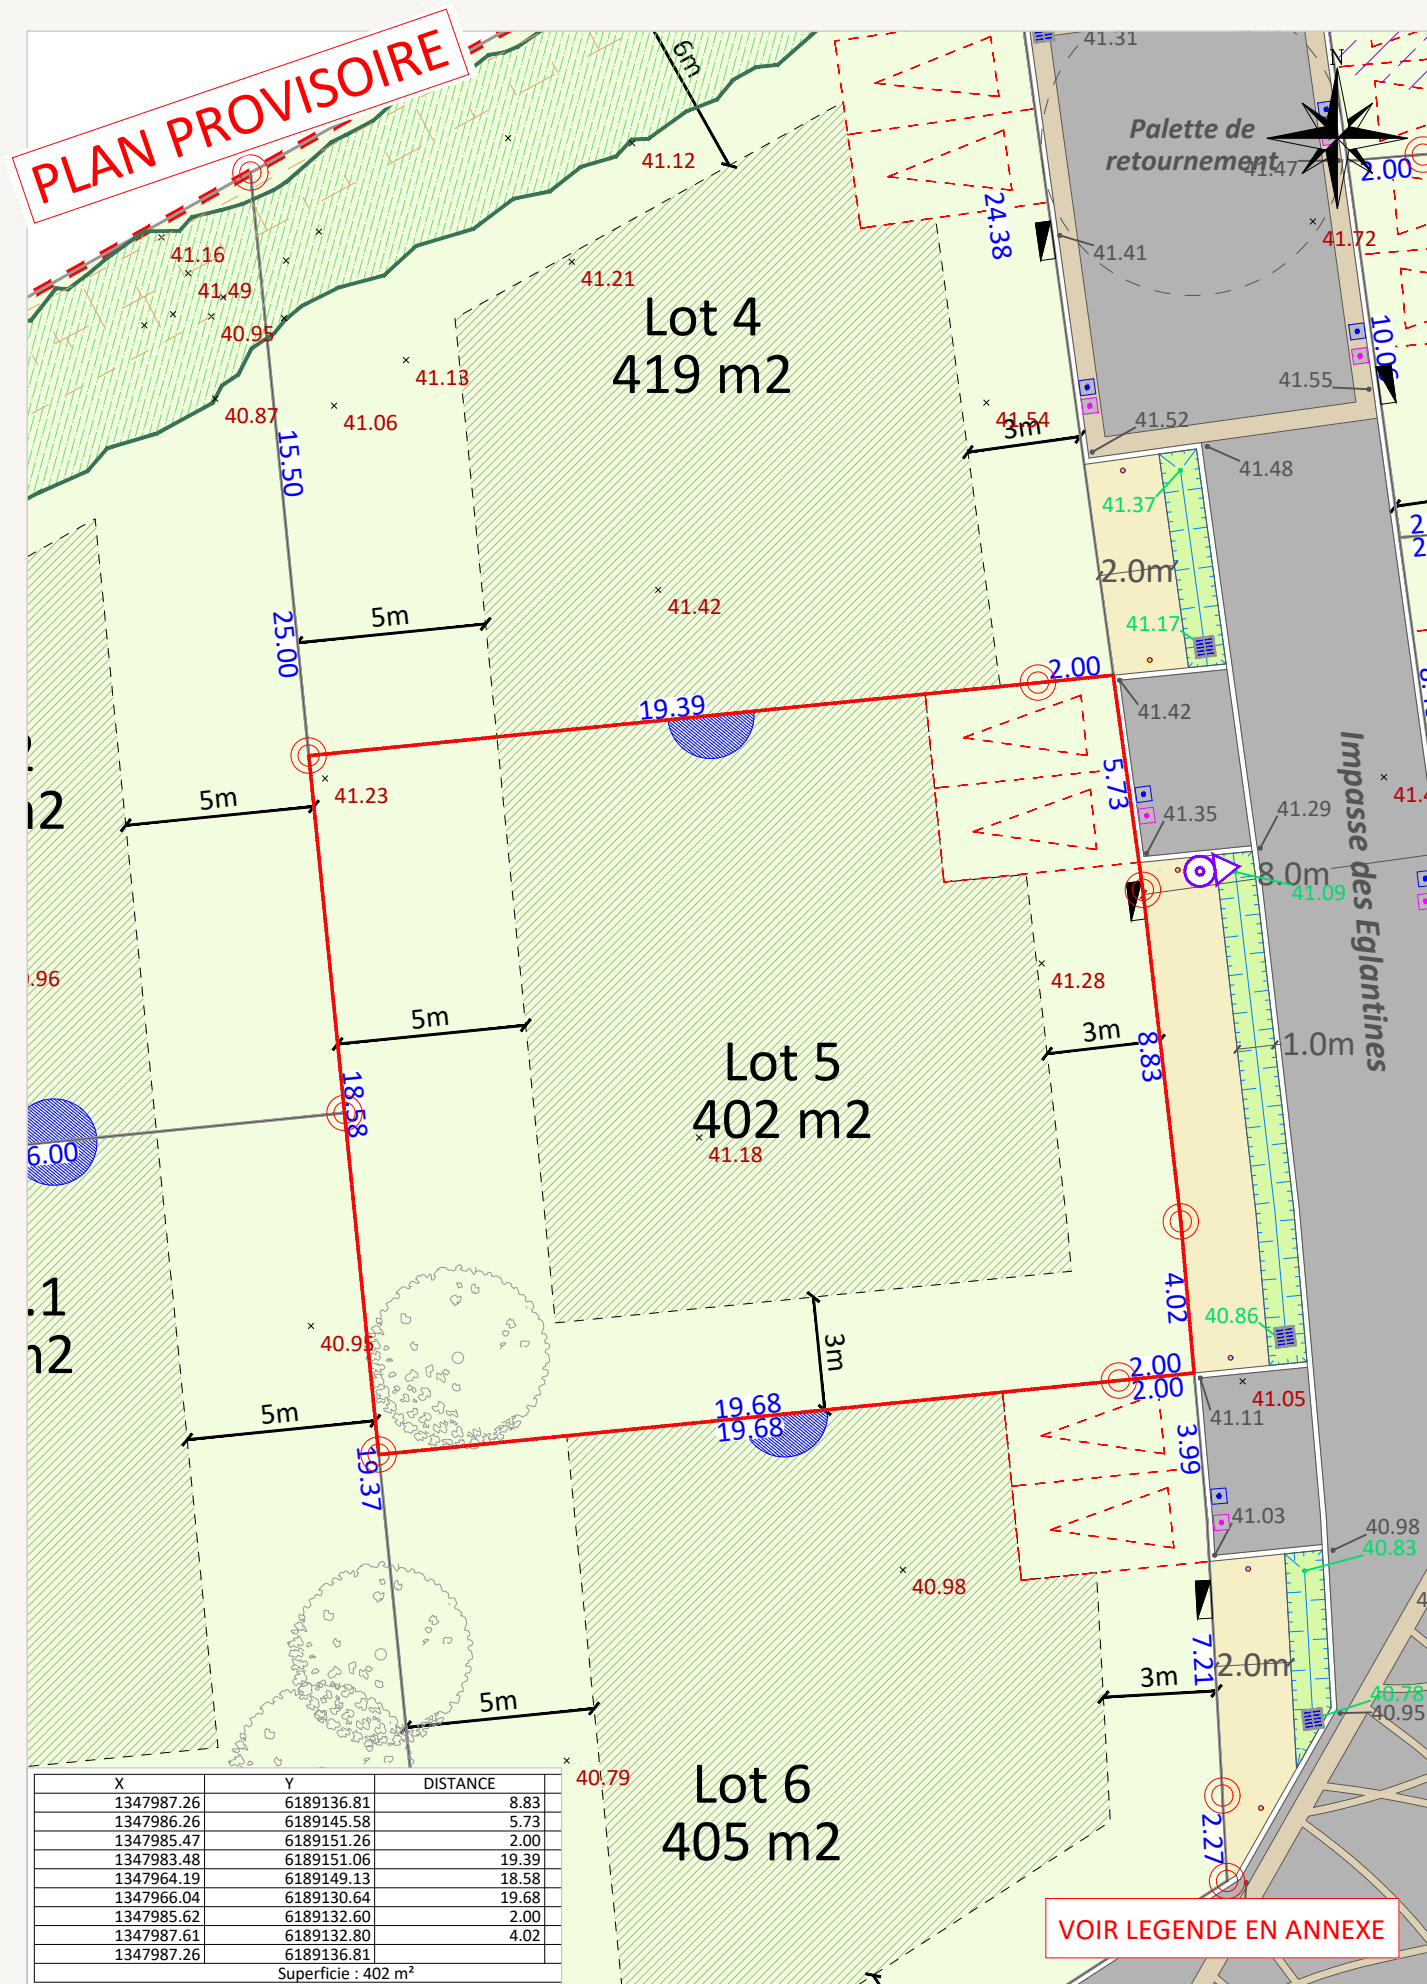 PLAN PROVISOIRE
6m
41.31
Palette de
retournement
41.47
2.00
41.12
41.72
24.38
41.41
41.16
41.49
40.95
41.21
Lot 4
419 m2
10.06
41.13
41.55
40.87
41.06
41.54
3m
41.52
15.50
41.48
41.37
2.0m
25.00
5m
41.42
41.17
2.00
19.39
41.42
5m
41.23
5.73
41.35
41.29
Impasse des Eglantines
8.0m
41.09
41.28
5m
3m
8.83
1.0m
Lot 5
402 m2
41.18
18.58
6.00
4.02
40.86
40.95
3m
2.00
2.00
41.05
41.11
19.68
19.68
5m
19.37
3.99
41.03
40.98
40.83
40.98
7.21
2.0m
3m
5m
40.78
40.95
40.79
Lot 6
405 m2
2.27
X Y DISTANCE
1347987.26 6189136.81 8.83
1347986.26 6189145.58 5.73
1347985.47 6189151.26 2.00
1347983.48 6189151.06 19.39
1347964.19 6189149.13 18.58
1347966.04 6189130.64 19.68
1347985.62 6189132.60 2.00
1347987.61 6189132.80 4.02
1347987.26 6189136.81
Superficie : 402 m²
VOIR LEGENDE EN ANNEXE
N